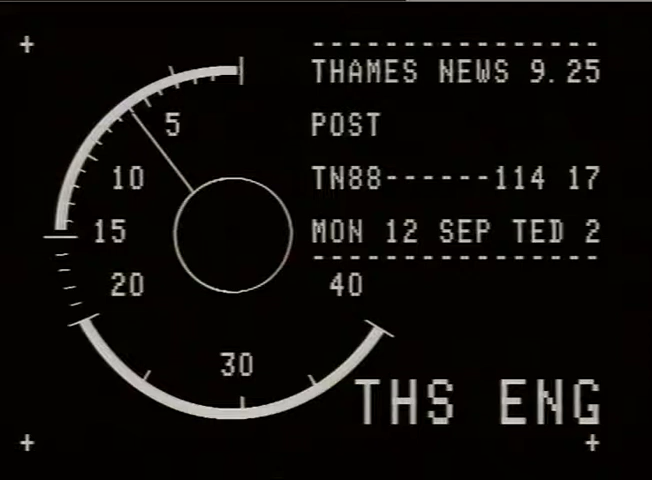 THAMES NEWS 9.25
POST
TN88------114 17
MON 12 SEP TED 2
5
10
15
20
30
40
THS ENG